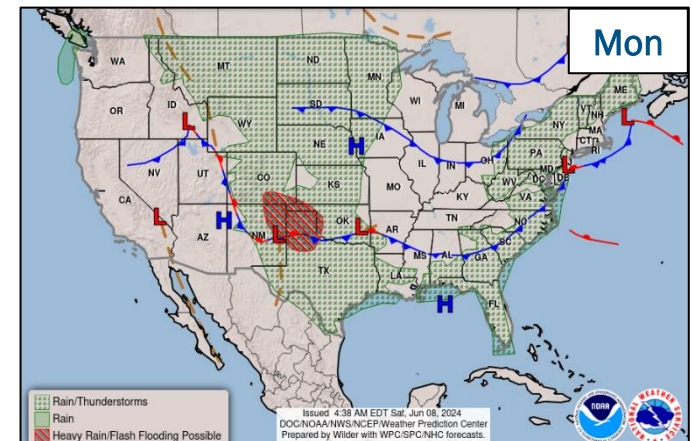 Mon
WA
MT
ND
MN
ME
OR
ID
WY
SD
WI
MI
NY
VT
NH
MA
CT
RI
L
L
H
NE
IA
PA
NV
UT
CO
IL
IN
OH
L
MD
DC
DE
WV
VA
CA
KS
MO
KY
L
H
AZ
NM
L
OK
L
AR
TN
NC
SC
TX
MS
AL
GA
LA
H
FL
Rain/Thunderstorms
Rain
Heavy Rain/Flash Flooding Possible
Issued 4:38 AM EDT Sat, Jun 08, 2024
DOC/NOAA/NWS/NCEP/Weather Prediction Center
Prepared by Wilder with WPC/SPC/NHC forecasts.
NOAA
NATIONAL WEATHER SERVICE